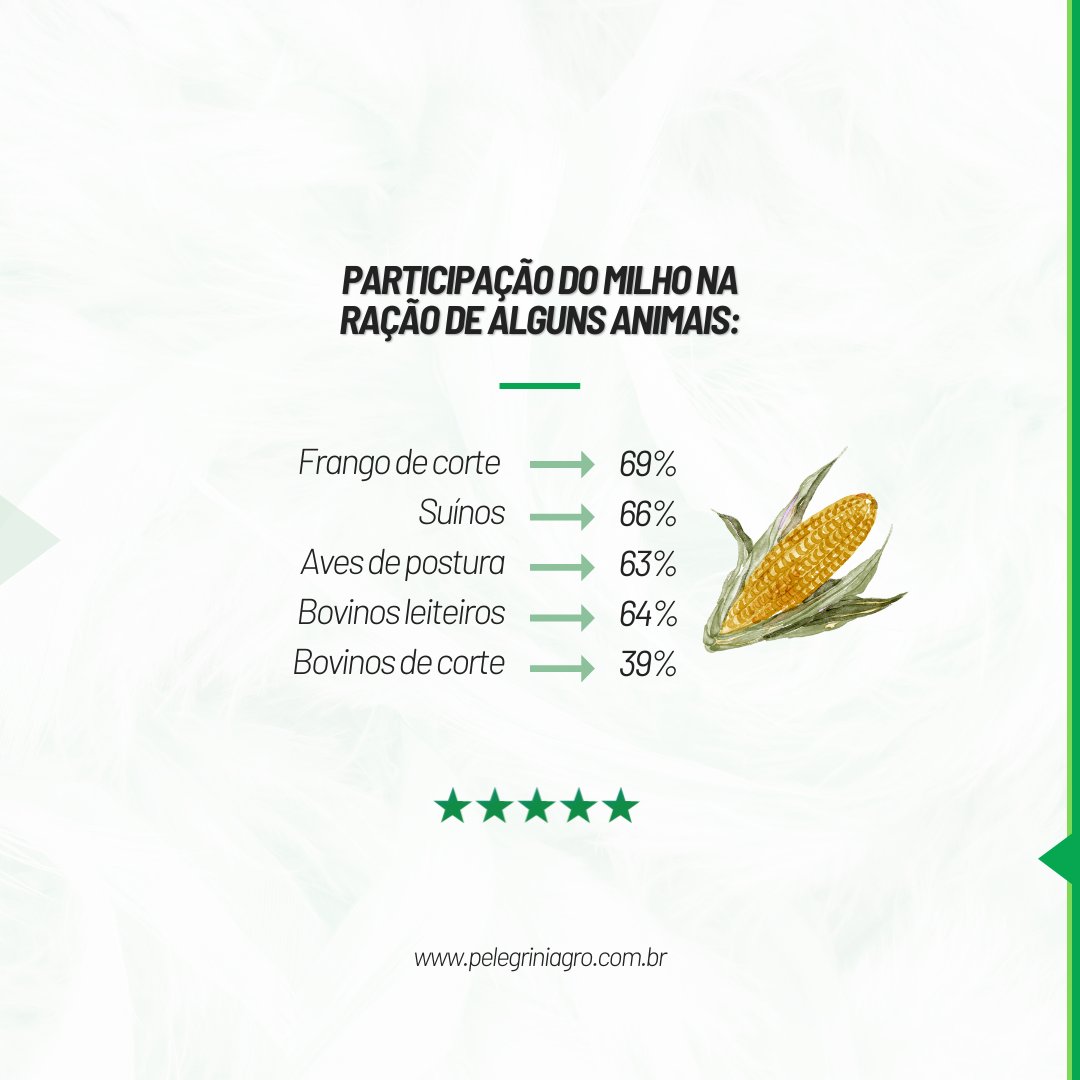 PARTICIPAÇÃO DO MILHO NA
RAÇÃO DE ALGUNS ANIMAIS:
Frango de corte → 69%
Suínos → 66%
Aves de postura → 63%
Bovinos leiteiros → 64%
Bovinos de corte → 39%
www.pelegriniagro.com.br